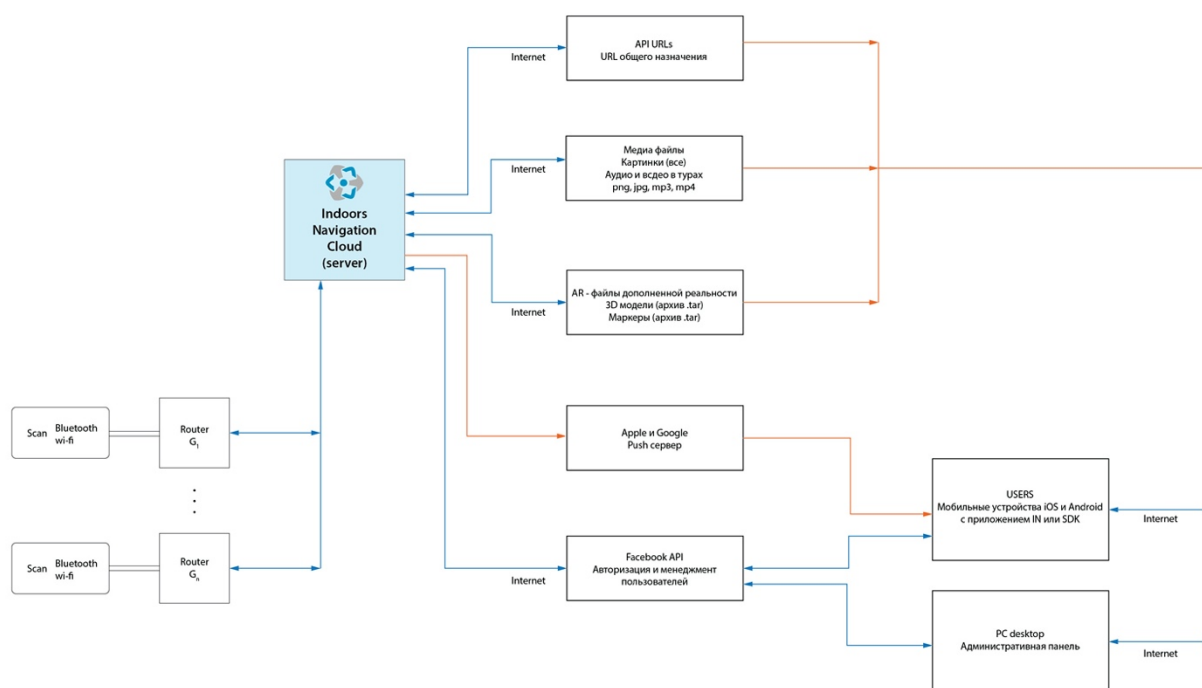 API URLs
URL общего назначения
Internet
Медиа файлы
Картинки (все)
Аудио и всдео в турах
png, jpg, mp3, mp4
Internet
Indoors
Navigation
Cloud
(server)
AR - файлы дополненной реальности
3D модели (архив .tar)
Маркеры (архив .tar)
Internet
Scan Bluetooth
wi-fi
Router
G1
Apple и Google
Push сервер
USERS
Мобильные устройства iOS и Android
с приложением IN или SDK
Internet
Scan Bluetooth
wi-fi
Router
Gn
Facebook API
Авторизация и менеджмент
пользователей
Internet
PC desktop
Административная панель
Internet